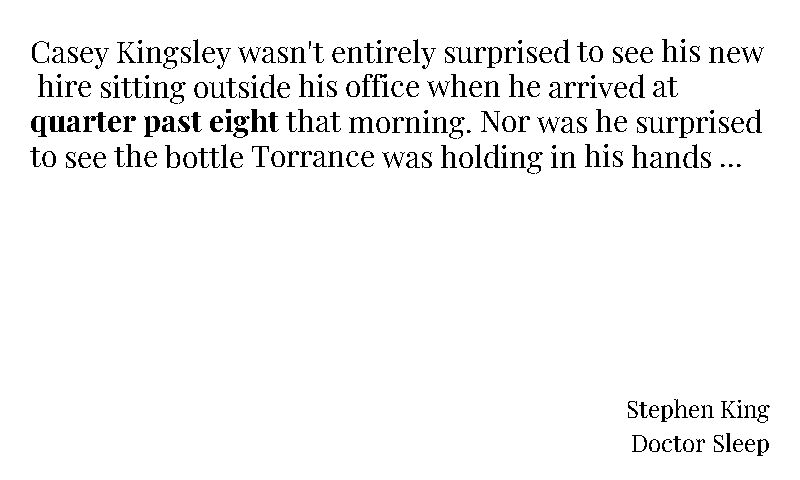 Casey Kingsley wasn't entirely surprised to see his new
hire sitting outside his office when he arrived at
quarter past eight that morning. Nor was he surprised
to see the bottle Torrance was holding in his hands ...
Stephen King
Doctor Sleep